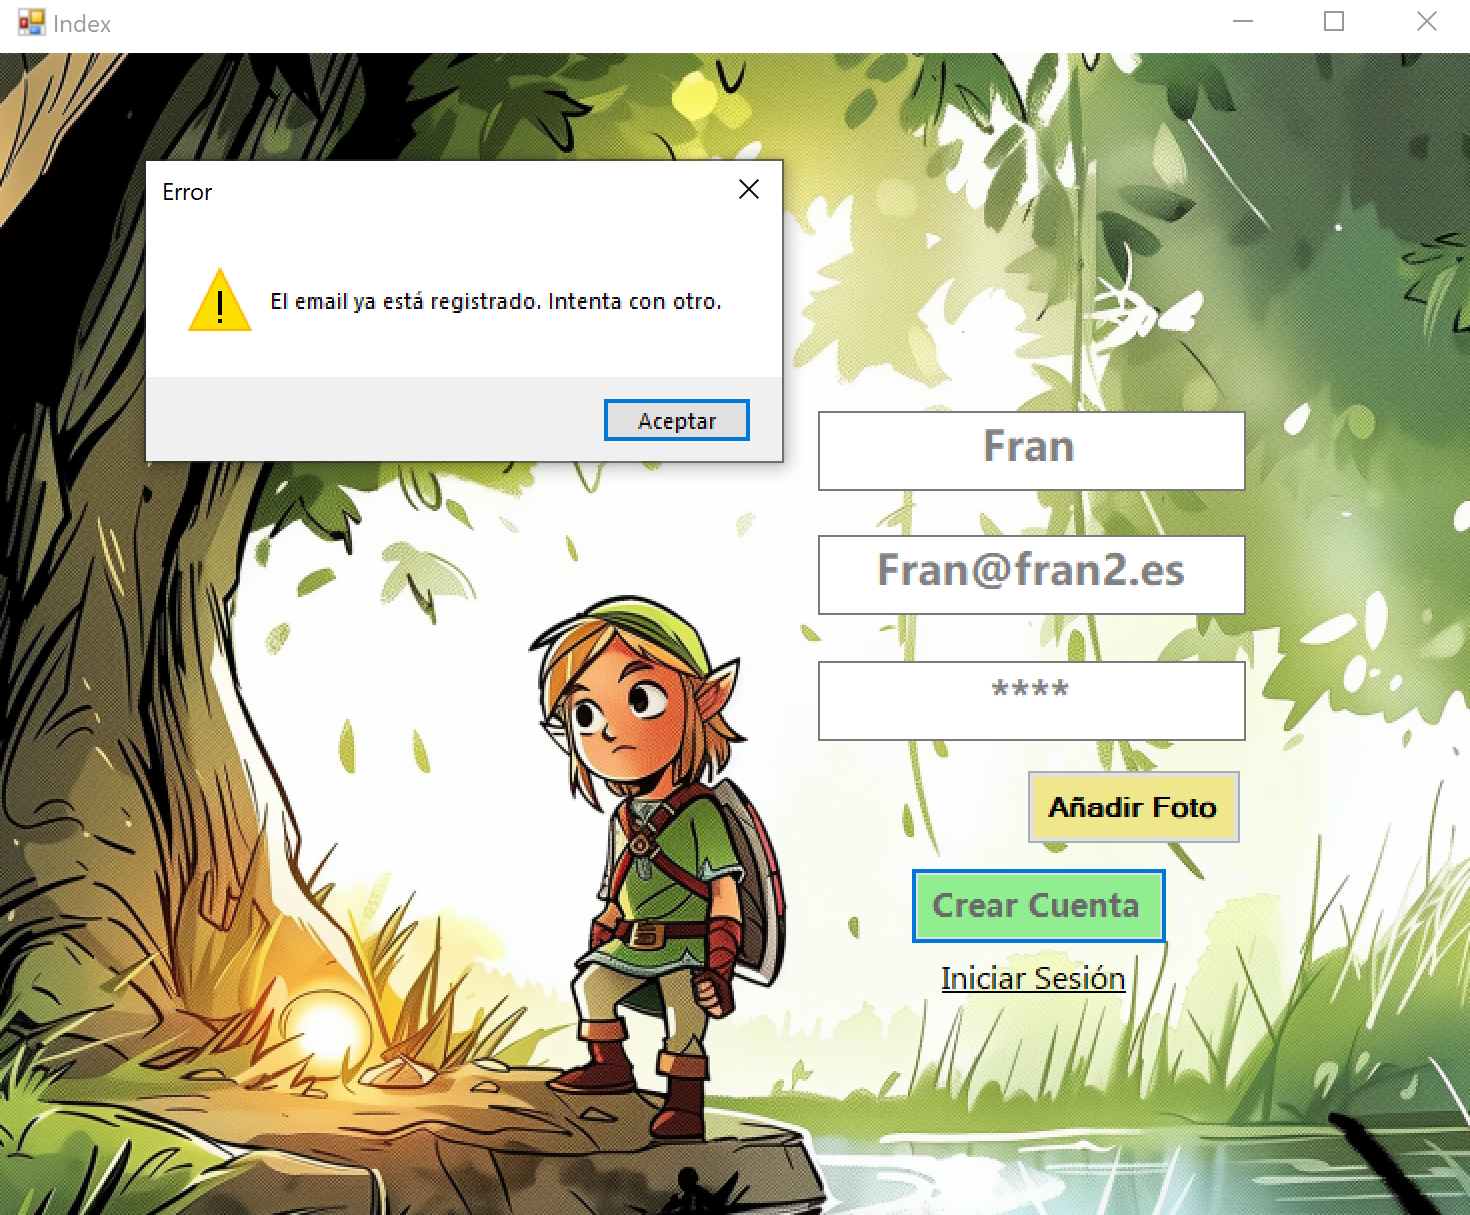 Index
Error
El email ya está registrado. Intenta con otro.
Aceptar
Fran
Fran@fran2.es
****
Añadir Foto
Crear Cuenta
Iniciar Sesión